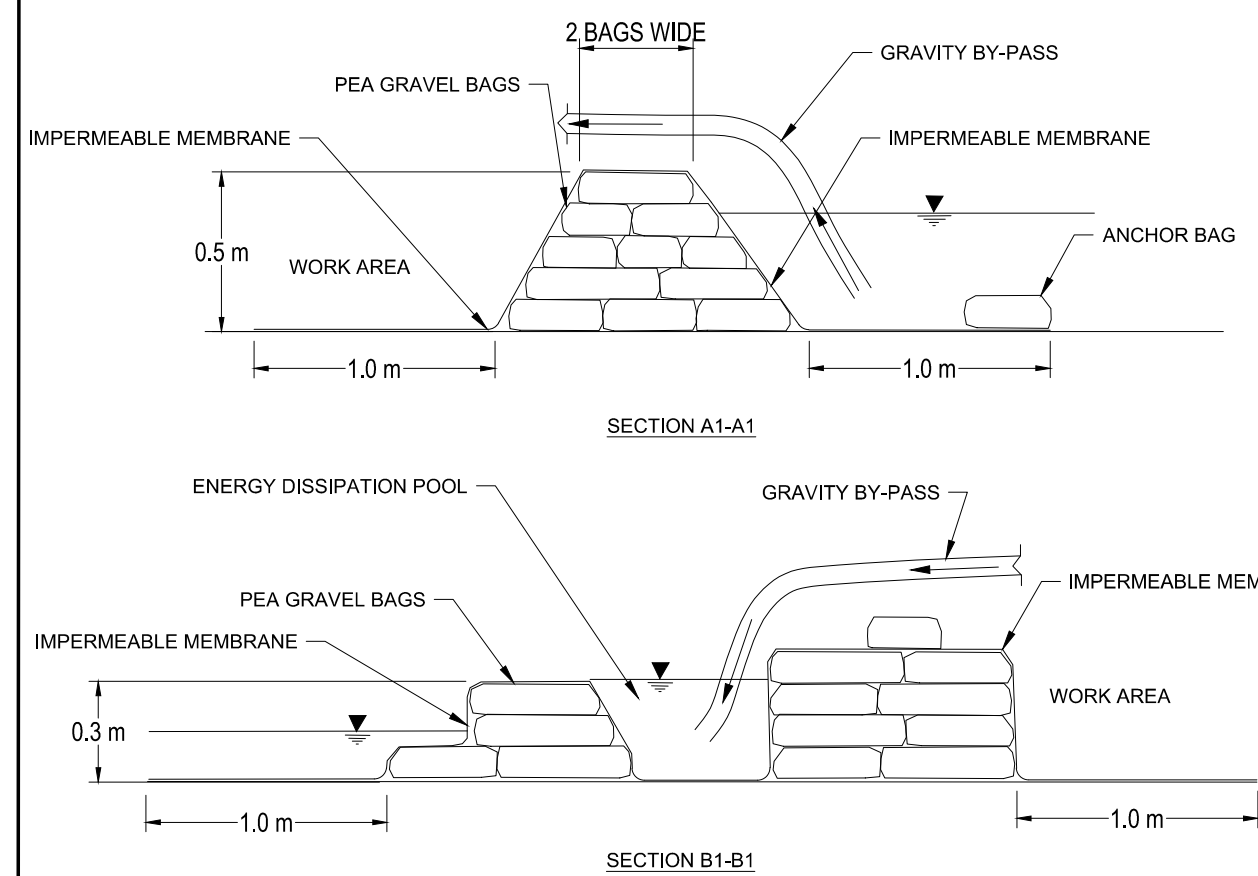 2 BAGS WIDE
GRAVITY BY-PASS
PEA GRAVEL BAGS
IMPERMEABLE MEMBRANE
IMPERMEABLE MEMBRANE
ANCHOR BAG
0.5 m
WORK AREA
1.0 m
1.0 m
SECTION A1-A1
ENERGY DISSIPATION POOL
GRAVITY BY-PASS
IMPERMEABLE MEM
PEA GRAVEL BAGS
IMPERMEABLE MEMBRANE
WORK AREA
0.3 m
1.0 m
1.0 m
SECTION B1-B1